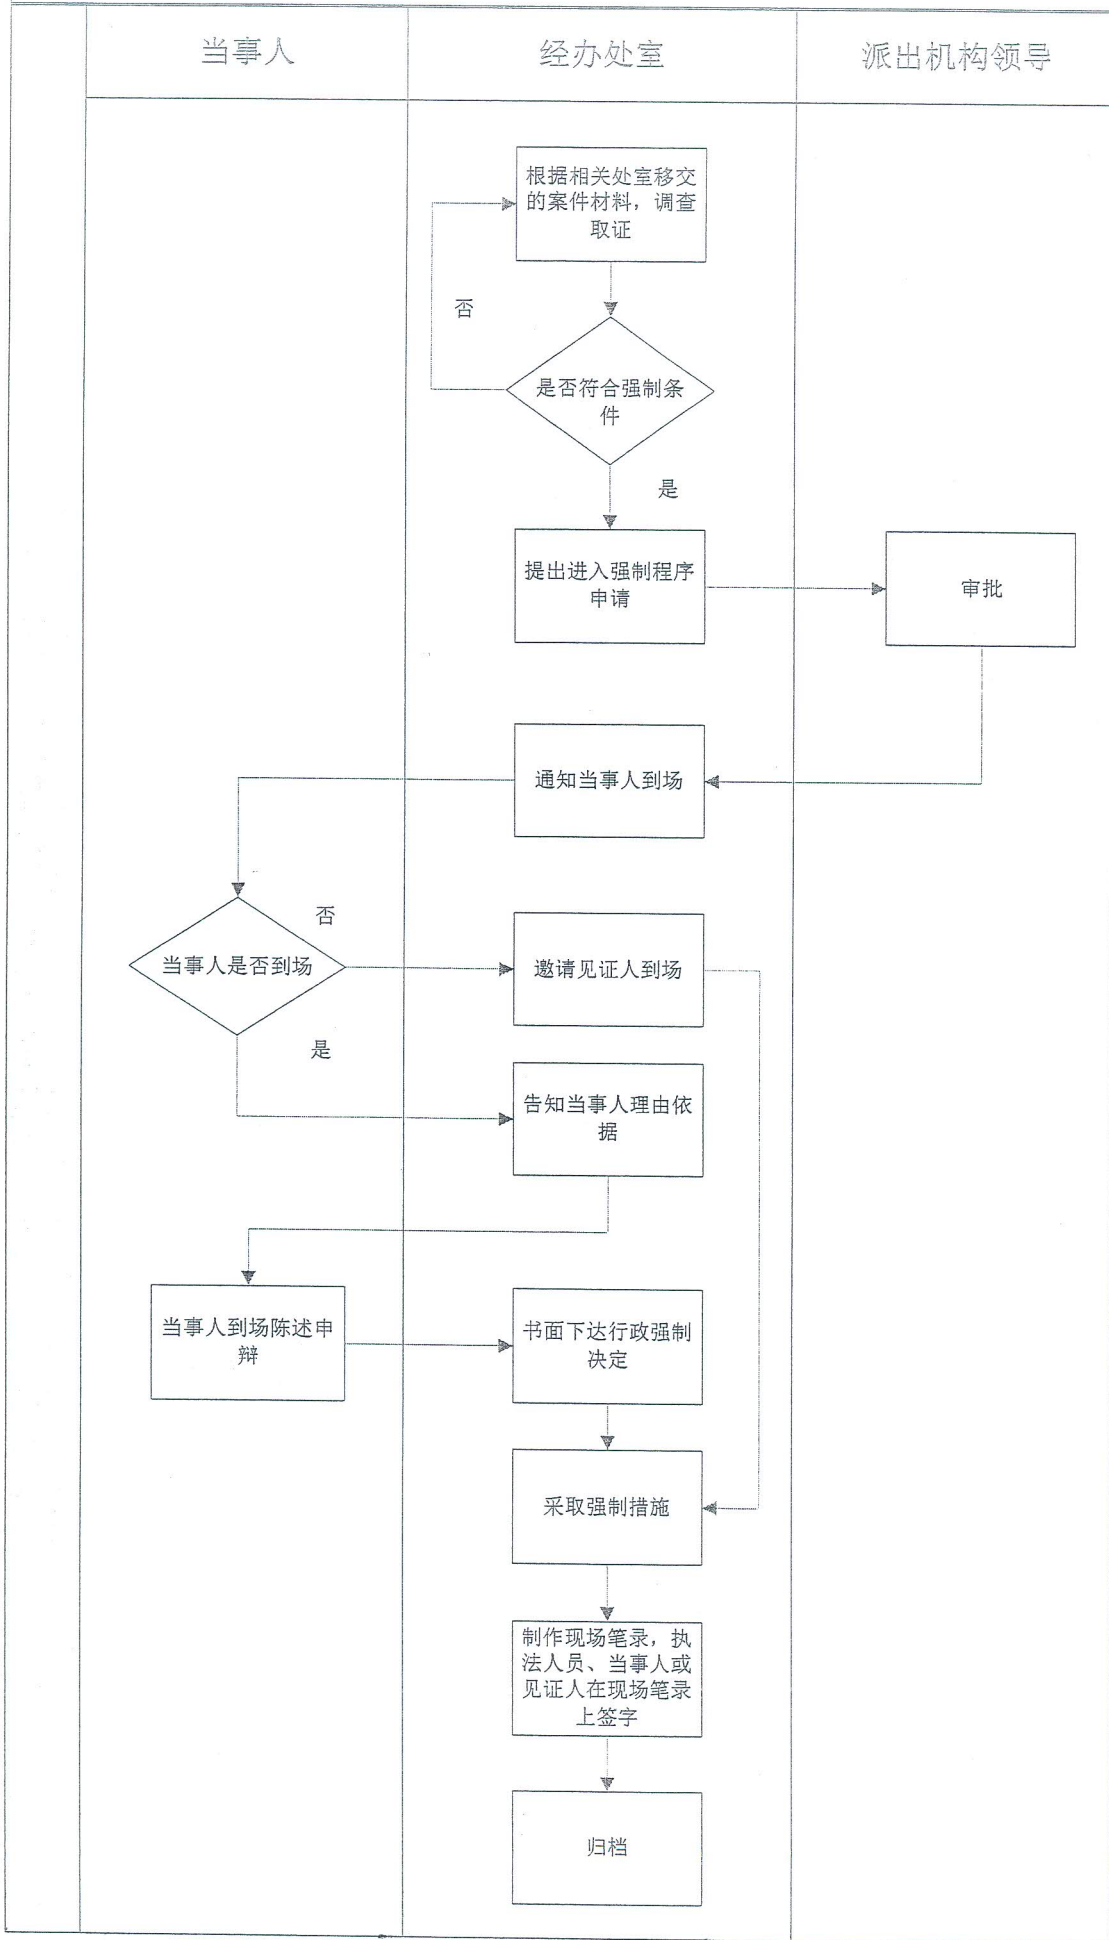 当事人
经办处室
派出机构领导
根据相关处室移交
的案件材料，调查
取证
否
是否符合强制条
件
是
提出进入强制程序
申请
审批
通知当事人到场
否
当事人是否到场
邀请见证人到场
是
告知当事人理由依
据
当事人到场陈述申
辩
书面下达行政强制
决定
采取强制措施
制作现场笔录，执
法人员、当事人或
见证人在现场笔录
上签字
归档